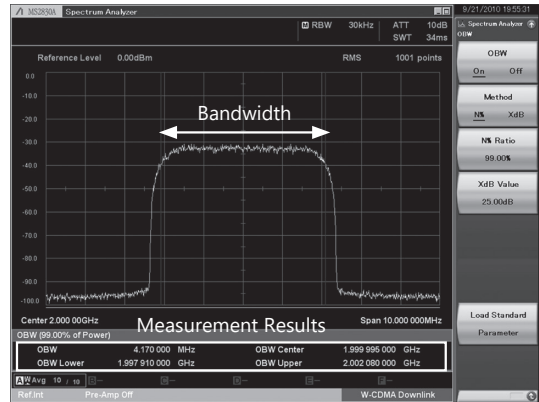 MS2830A Spectrum Analyzer
9/21/2010 19:55:31
M RBW 30kHz ATT 10dB
SWT 34ms
Spectrum Analyzer
OBW
Reference Level 0.00dBm RMS 1001 points
OBW
On Off
0.0
-10.0
-20.0
-30.0
-40.0
-50.0
-60.0
-70.0
-80.0
-90.0
-100.0
Bandwidth
Method
N% XdB
N% Ratio
99.00%
XdB Value
25.00dB
Load Standard
Parameter
Center 2.000 00GHz Span 10.000 000MHz
Measurement Results
OBW (99.00% of Power)
OBW 4.170 000 MHz OBW Center 1.999 995 000 GHz
OBW Lower 1.997 910 000 GHz OBW Upper 2.002 080 000 GHz
Avg 10 / 10
Ref.Int Pre-Amp Off W-CDMA Downlink